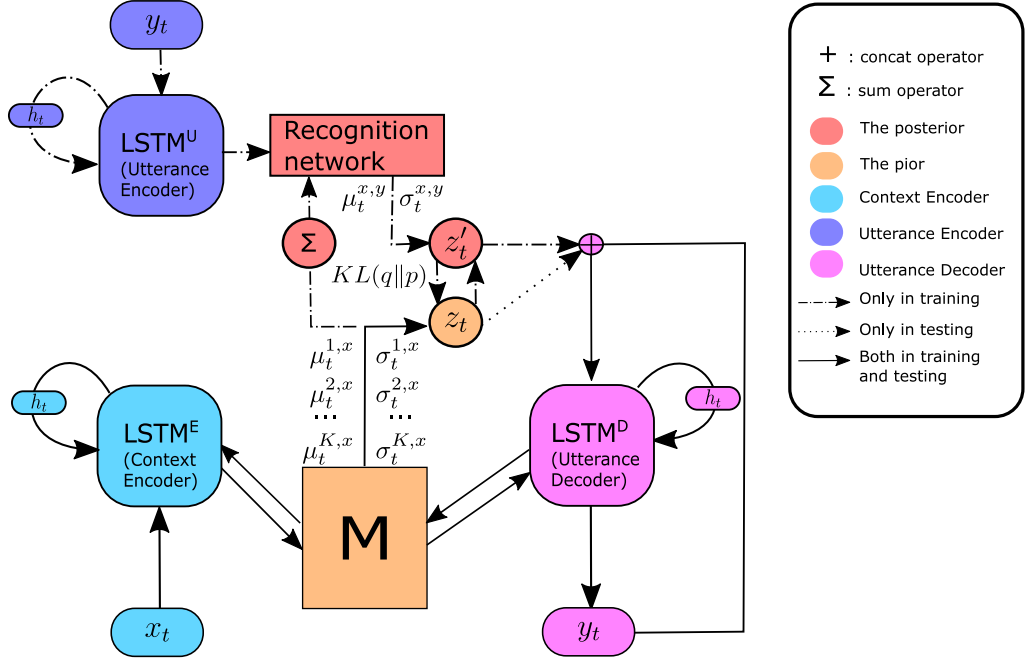 y_t
h_t
LSTM^U
(Utterance
Encoder)
Recognition
network
μ_t^{x,y} σ_t^{x,y}
Σ
z'_t
+
KL(q||p)
z_t
μ_t^{1,x} σ_t^{1,x}
μ_t^{2,x} σ_t^{2,x}
... ...
μ_t^{K,x} σ_t^{K,x}
h_t
LSTM^E
(Context
Encoder)
M
LSTM^D
(Utterance
Decoder)
h_t
x_t
y_t
+ : concat operator
Σ : sum operator
The posterior
The pior
Context Encoder
Utterance Encoder
Utterance Decoder
Only in training
Only in testing
Both in training
and testing